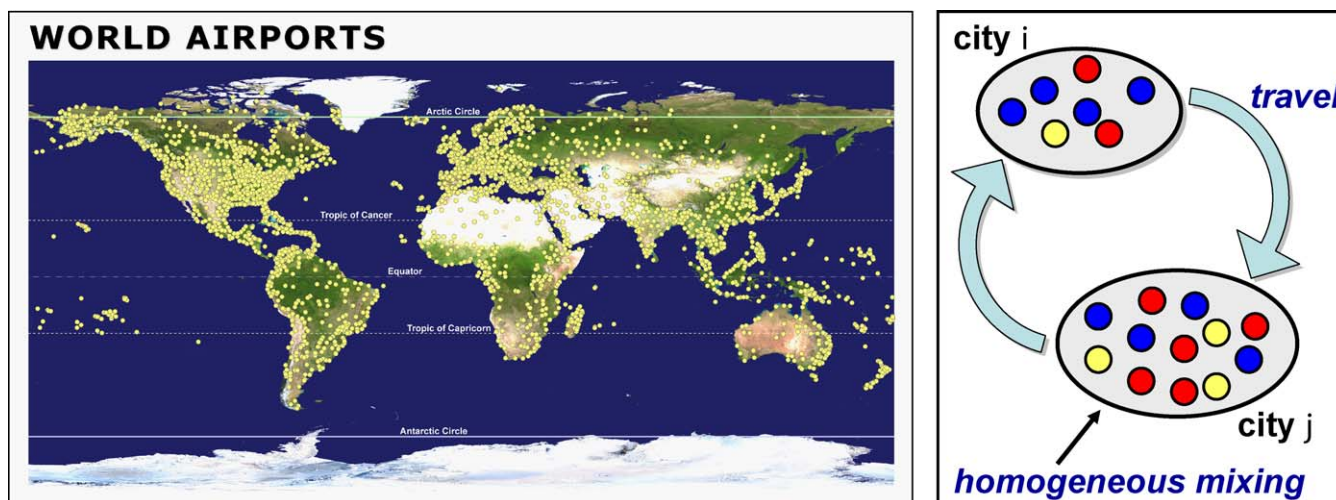 WORLD AIRPORTS
Arctic Circle
Tropic of Cancer
Equator
Tropic of Capricorn
Antarctic Circle
city i
travel
city j
homogeneous mixing